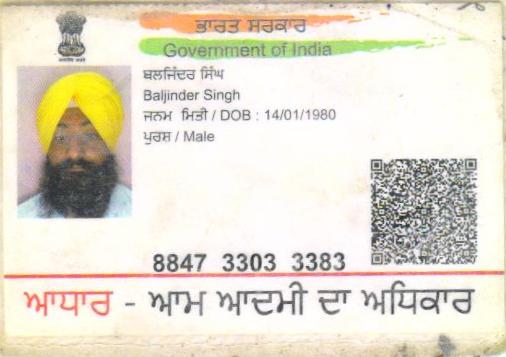 ਭਾਰਤ ਸਰਕਾਰ
Government of India
ਬਲਜਿੰਦਰ ਸਿੰਘ
Baljinder Singh
ਜਨਮ ਮਿਤੀ / DOB : 14/01/1980
ਪੁਰਸ਼ / Male
8847 3303 3383
ਆਧਾਰ - ਆਮ ਆਦਮੀ ਦਾ ਅਧਿਕਾਰ